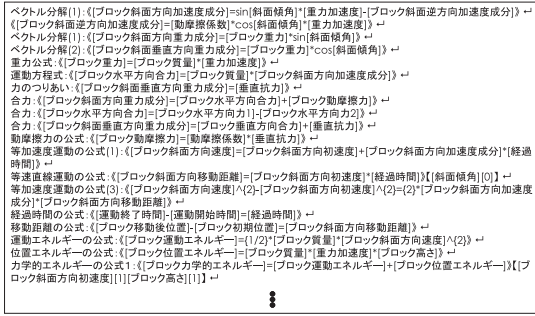 ベクトル分解(1):《[ブロック斜面方向加速度成分]=sin[斜面傾角]*[重力加速度]-[ブロック斜面逆方向加速度成分]》 ↵
《[ブロック斜面逆方向加速度成分]=[動摩擦係数]*cos[斜面傾角]*[重力加速度]》 ↵
ベクトル分解(1):《[ブロック斜面方向重力成分]=[ブロック重力]*sin[斜面傾角]》 ↵
ベクトル分解(2):《[ブロック斜面垂直方向重力成分]=[ブロック重力]*cos[斜面傾角]》 ↵
重力公式:《[ブロック重力]=[ブロック質量]*[重力加速度]》 ↵
運動方程式:《[ブロック水平方向合力]=[ブロック質量]*[ブロック斜面方向加速度成分]》 ↵
力のつりあい:《[ブロック斜面垂直方向重力成分]=[垂直抗力]》 ↵
合力:《[ブロック斜面方向重力成分]=[ブロック水平方向合力]+[ブロック動摩擦力]》 ↵
合力:《[ブロック水平方向合力]=[ブロック水平方向力1]-[ブロック水平方向力2]》 ↵
合力:《[ブロック斜面垂直方向重力成分]=[ブロック垂直方向合力]+[垂直抗力]》 ↵
動摩擦力の公式:《[ブロック動摩擦力]=[動摩擦係数]*[垂直抗力]》 ↵
等加速度運動の公式(1):《[ブロック斜面方向速度]=[ブロック斜面方向初速度]+[ブロック斜面方向加速度成分]*[経過
時間]》 ↵
等速直線運動の公式:《[ブロック斜面方向移動距離]=[ブロック斜面方向初速度]*[経過時間]》【[斜面傾角][0]】 ↵
等加速度運動の公式(3):《[ブロック斜面方向速度]^{2}-[ブロック斜面方向初速度]^{2}={2}*[ブロック斜面方向加速度
成分]*[ブロック斜面方向移動距離]》 ↵
経過時間の公式:《[運動終了時間]-[運動開始時間]=[経過時間]》 ↵
移動距離の公式:《[ブロック移動後位置]-[ブロック初期位置]=[ブロック斜面方向移動距離]》 ↵
運動エネルギーの公式:《[ブロック運動エネルギー]={1/2}*[ブロック質量]*[ブロック斜面方向速度]^{2}》 ↵
位置エネルギーの公式:《[ブロック位置エネルギー]=[ブロック質量]*[重力加速度]*[ブロック高さ]》 ↵
力学的エネルギーの公式1:《[ブロック力学的エネルギー]=[ブロック運動エネルギー]+[ブロック位置エネルギー]》【[ブ
ロック斜面方向初速度][1][ブロック高さ][1]】 ↵